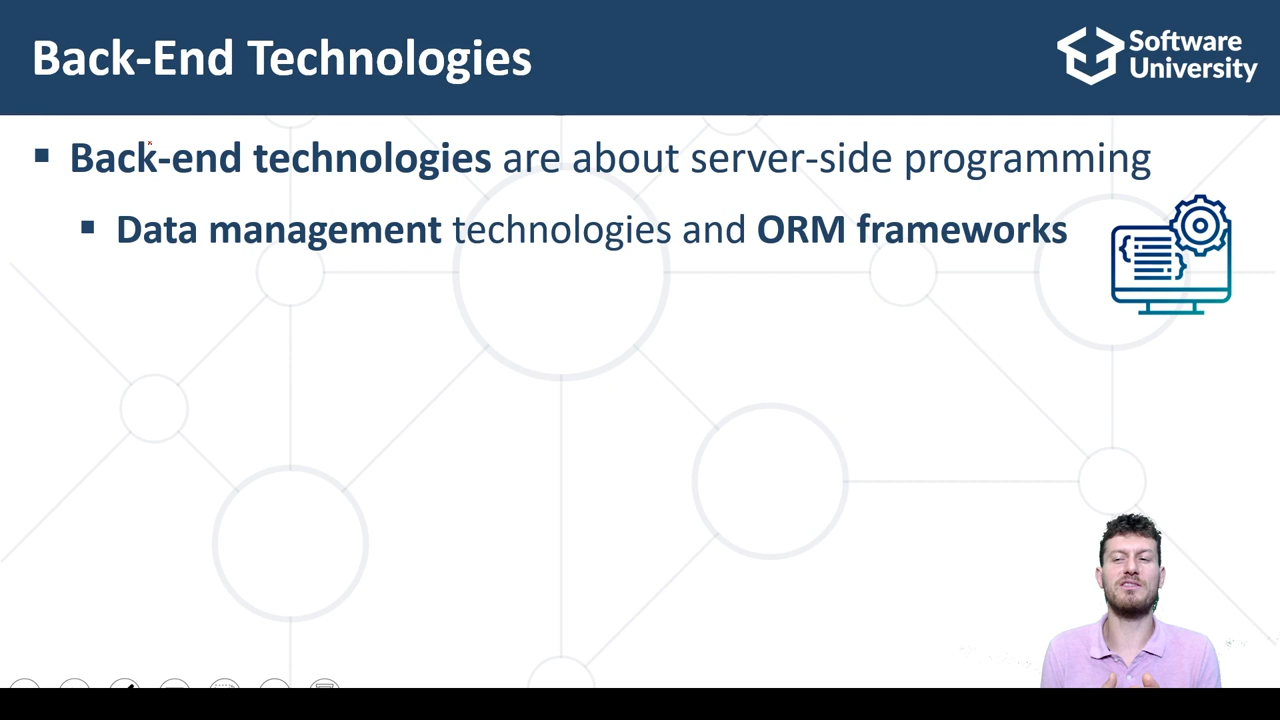 Back-End Technologies
Software
University
Back-end technologies are about server-side programming
Data management technologies and ORM frameworks